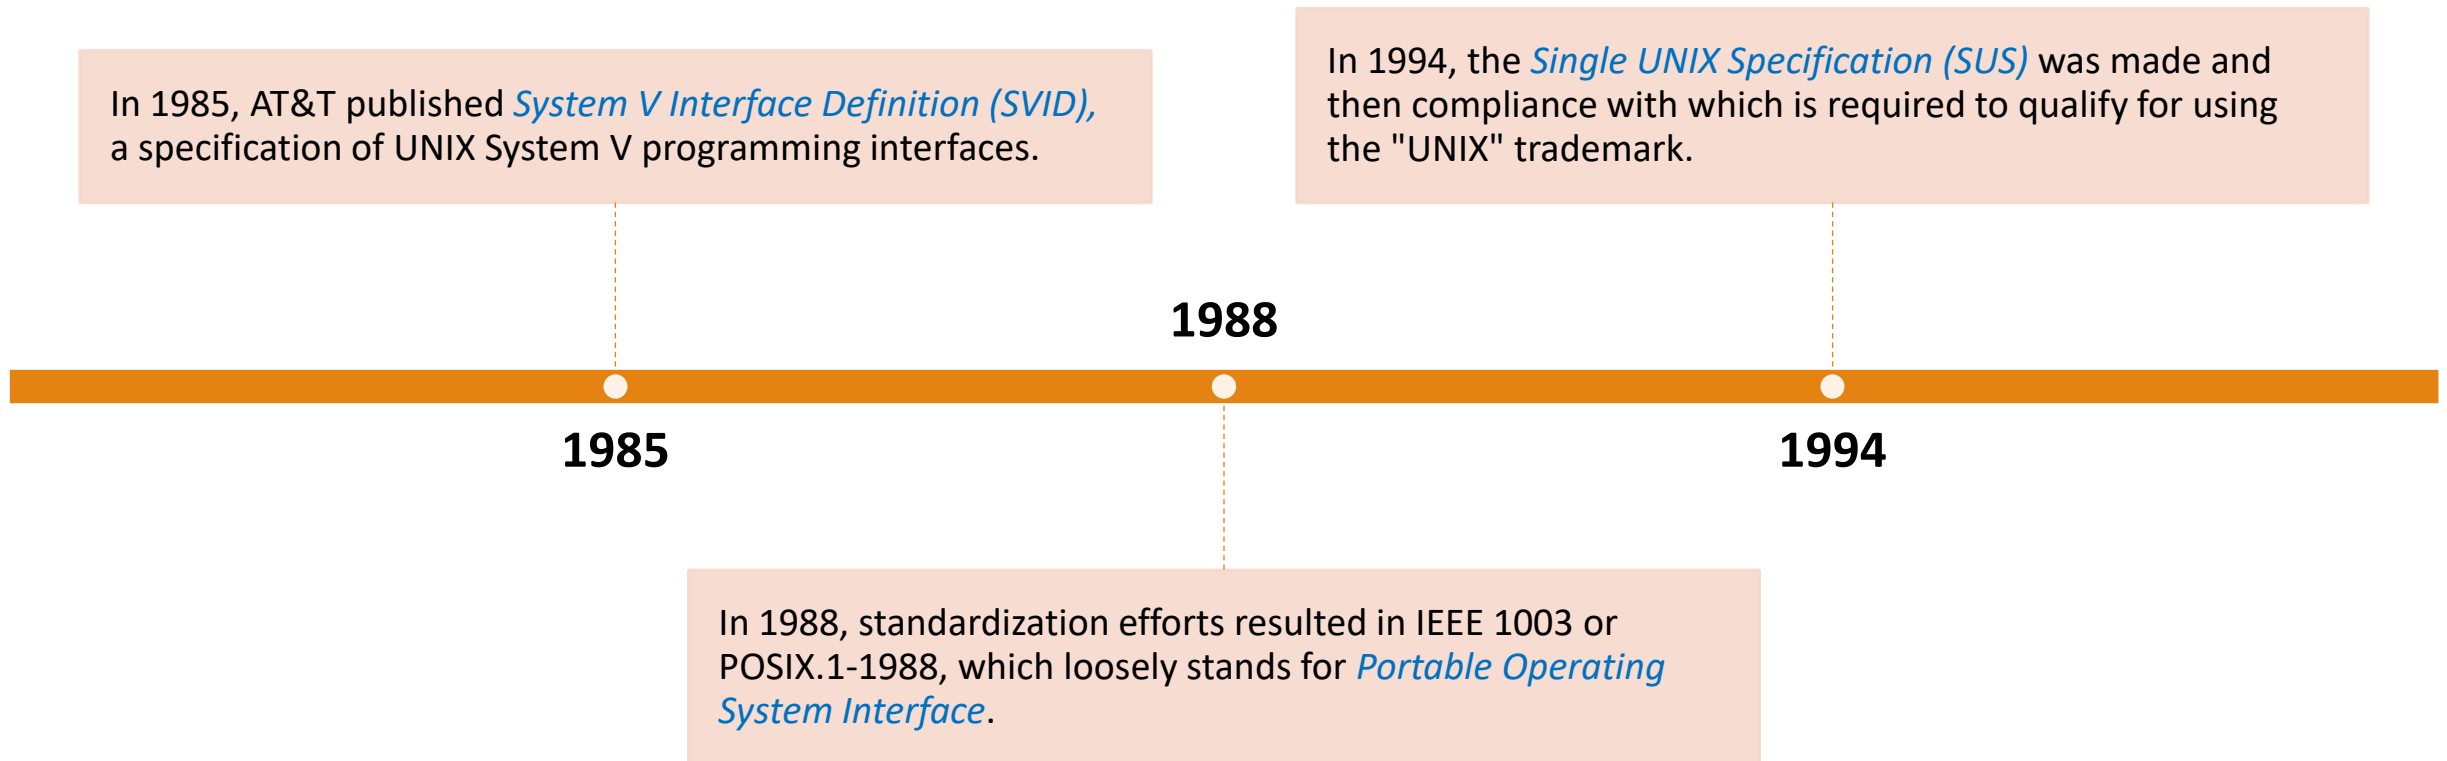 In 1985, AT&T published System V Interface Definition (SVID),
a specification of UNIX System V programming interfaces.
In 1994, the Single UNIX Specification (SUS) was made and
then compliance with which is required to qualify for using
the "UNIX" trademark.
1988
1985
1994
In 1988, standardization efforts resulted in IEEE 1003 or
POSIX.1-1988, which loosely stands for Portable Operating
System Interface.